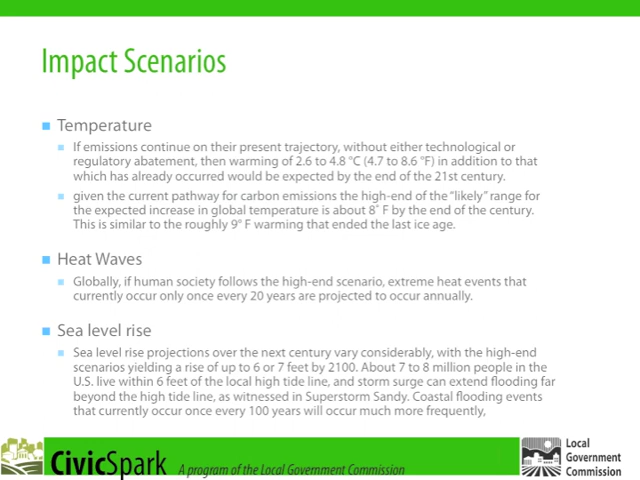 Impact Scenarios
Temperature
If emissions continue on their present trajectory, without either technological or
regulatory abatement, then warming of 2.6 to 4.8 °C (4.7 to 8.6 °F) in addition to that
which has already occurred would be expected by the end of the 21st century.
given the current pathway for carbon emissions the high-end of the “likely” range for
the expected increase in global temperature is about 8˚ F by the end of the century.
This is similar to the roughly 9° F warming that ended the last ice age.
Heat Waves
Globally, if human society follows the high-end scenario, extreme heat events that
currently occur only once every 20 years are projected to occur annually.
Sea level rise
Sea level rise projections over the next century vary considerably, with the high-end
scenarios yielding a rise of up to 6 or 7 feet by 2100. About 7 to 8 million people in the
U.S. live within 6 feet of the local high tide line, and storm surge can extend flooding far
beyond the high tide line, as witnessed in Superstorm Sandy. Coastal flooding events
that currently occur once every 100 years will occur much more frequently,
CivicSpark A program of the Local Government Commission
Local
Government
Commission